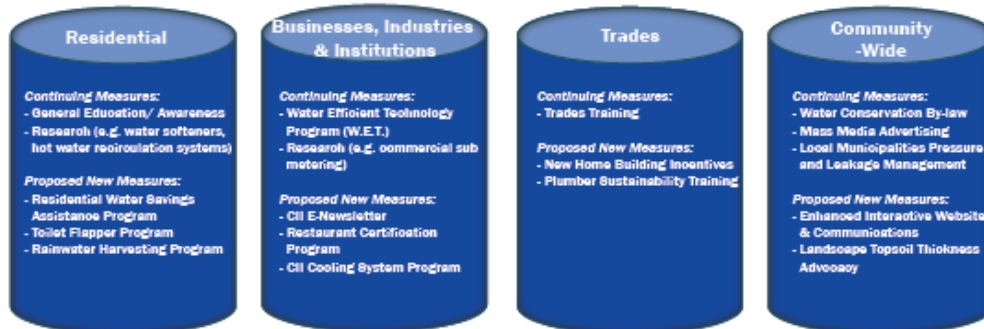 Residential
Continuing Measures:
- General Education/ Awareness
- Research (e.g. water softeners,
hot water recirculation systems)
Proposed New Measures:
- Residential Water Savings
Assistance Program
- Toilet Flapper Program
- Rainwater Harvesting Program
Businesses, Industries
& Institutions
Continuing Measures:
- Water Efficient Technology
Program (W.E.T.)
- Research (e.g. commercial sub
metering)
Proposed New Measures:
- CII E-Newsletter
- Restaurant Certification
Program
- CII Cooling System Program
Trades
Continuing Measures:
- Trades Training
Proposed New Measures:
- New Home Building Incentives
- Plumber Sustainability Training
Community
-Wide
Continuing Measures:
- Water Conservation By-law
- Mass Media Advertising
- Local Municipalities Pressure
and Leakage Management
Proposed New Measures:
- Enhanced Interactive Website
& Communications
- Landscape Topsoil Thickness
Advocacy